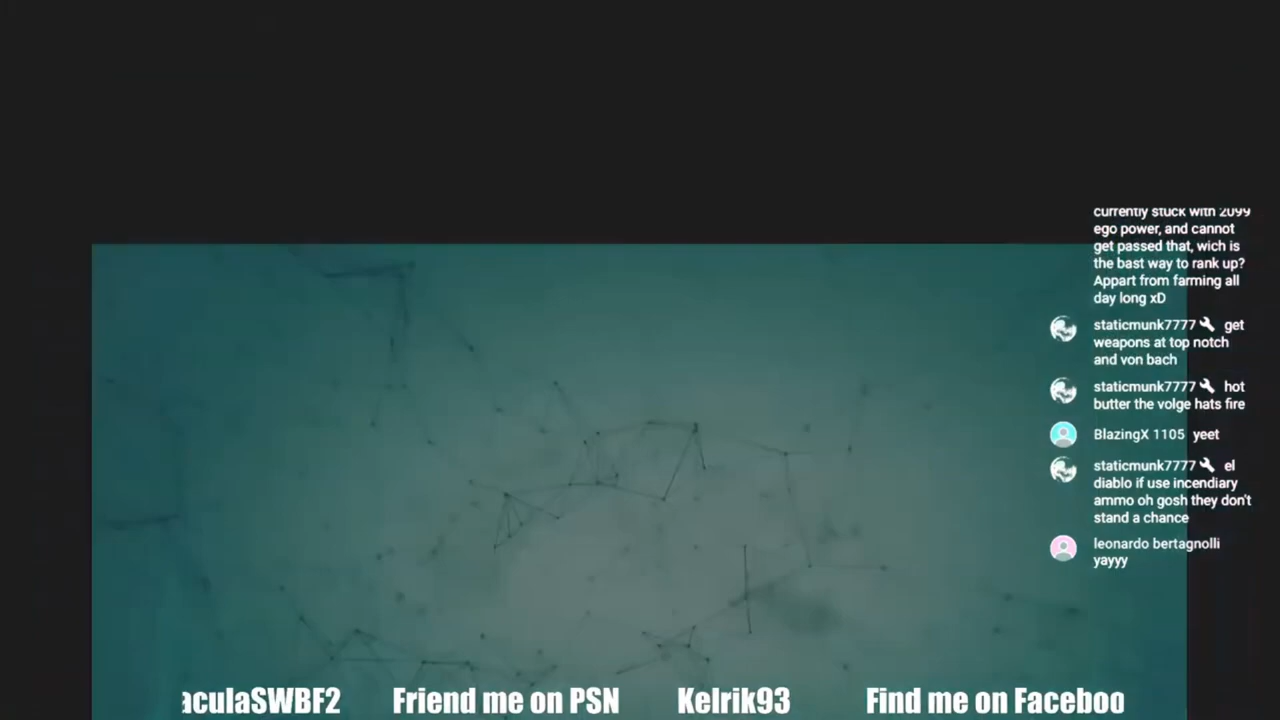 currently stuck with 2099
ego power, and cannot
get passed that, wich is
the bast way to rank up?
Appart from farming all
day long xD
staticmunk7777 get
weapons at top notch
and von bach
staticmunk7777 hot
butter the volge hats fire
BlazingX 1105 yeet
staticmunk7777 el
diablo if use incendiary
ammo oh gosh they don't
stand a chance
leonardo bertagnolli
yayyy
aculaSWBF2 Friend me on PSN Kelrik93 Find me on Faceboo